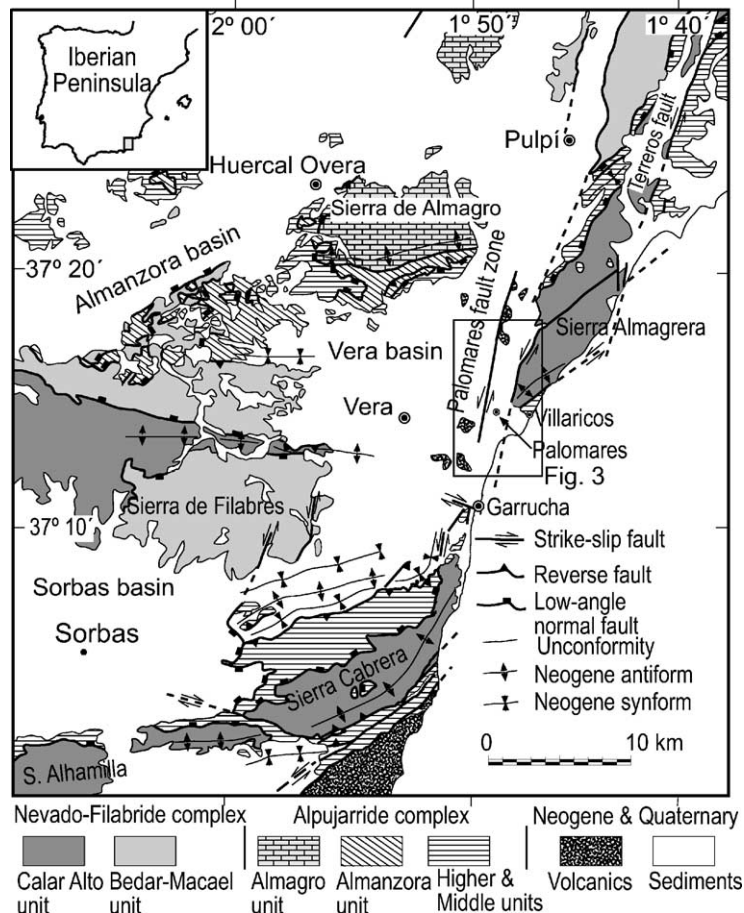 2° 00´
1° 50´
1° 40´
Iberian
Peninsula
Pulpí
Terreros fault
Huercal Overa
Sierra de Almagro
37º 20´
Almanzora basin
Palomares fault zone
Sierra Almagrera
Vera basin
Vera
Villaricos
Palomares
Fig. 3
Sierra de Filabres
Garrucha
37º 10´
Strike-slip fault
Sorbas basin
Reverse fault
Low-angle
normal fault
Sorbas
Unconformity
Neogene antiform
Sierra Cabrera
Neogene synform
0 10 km
S. Alhamilla
Nevado-Filabride complex
Alpujarride complex
Neogene & Quaternary
Calar Alto
unit
Bedar-Macael
unit
Almagro
unit
Almanzora
unit
Higher &
Middle units
Volcanics
Sediments